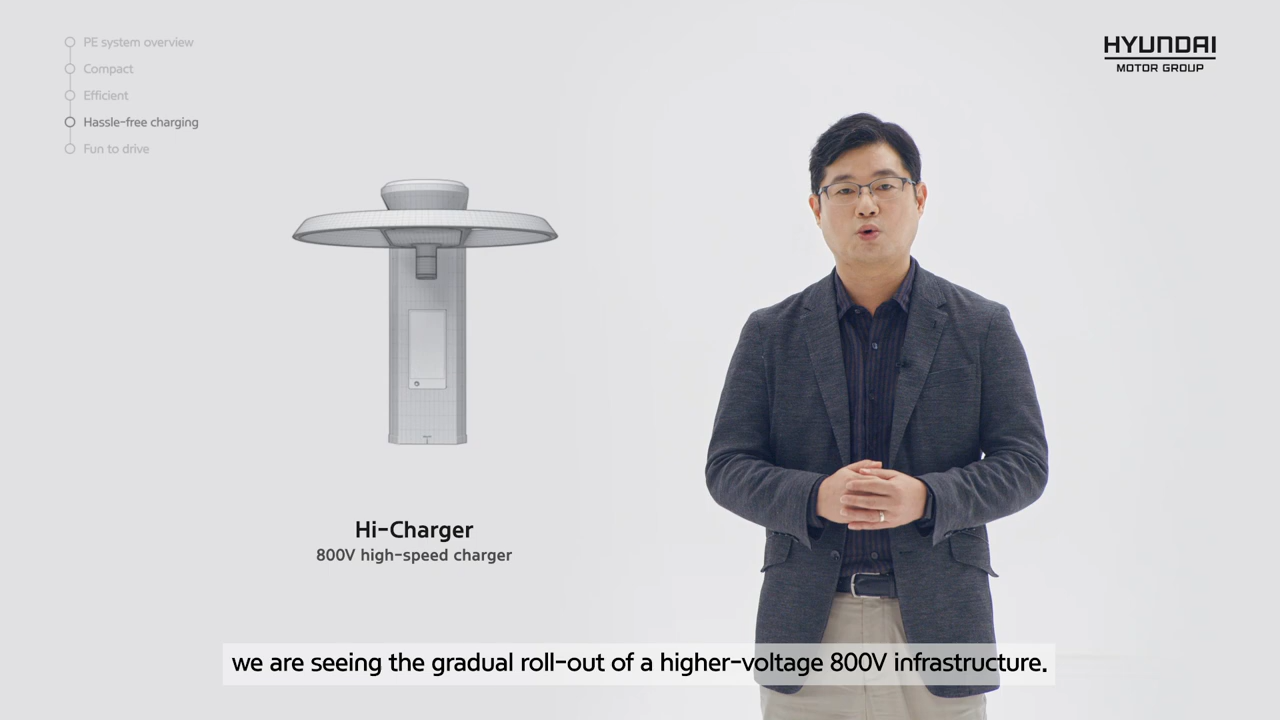 PE system overview
Compact
Efficient
Hassle-free charging
Fun to drive
HYUNDAI
MOTOR GROUP
Hi-Charger
800V high-speed charger
we are seeing the gradual roll-out of a higher-voltage 800V infrastructure.